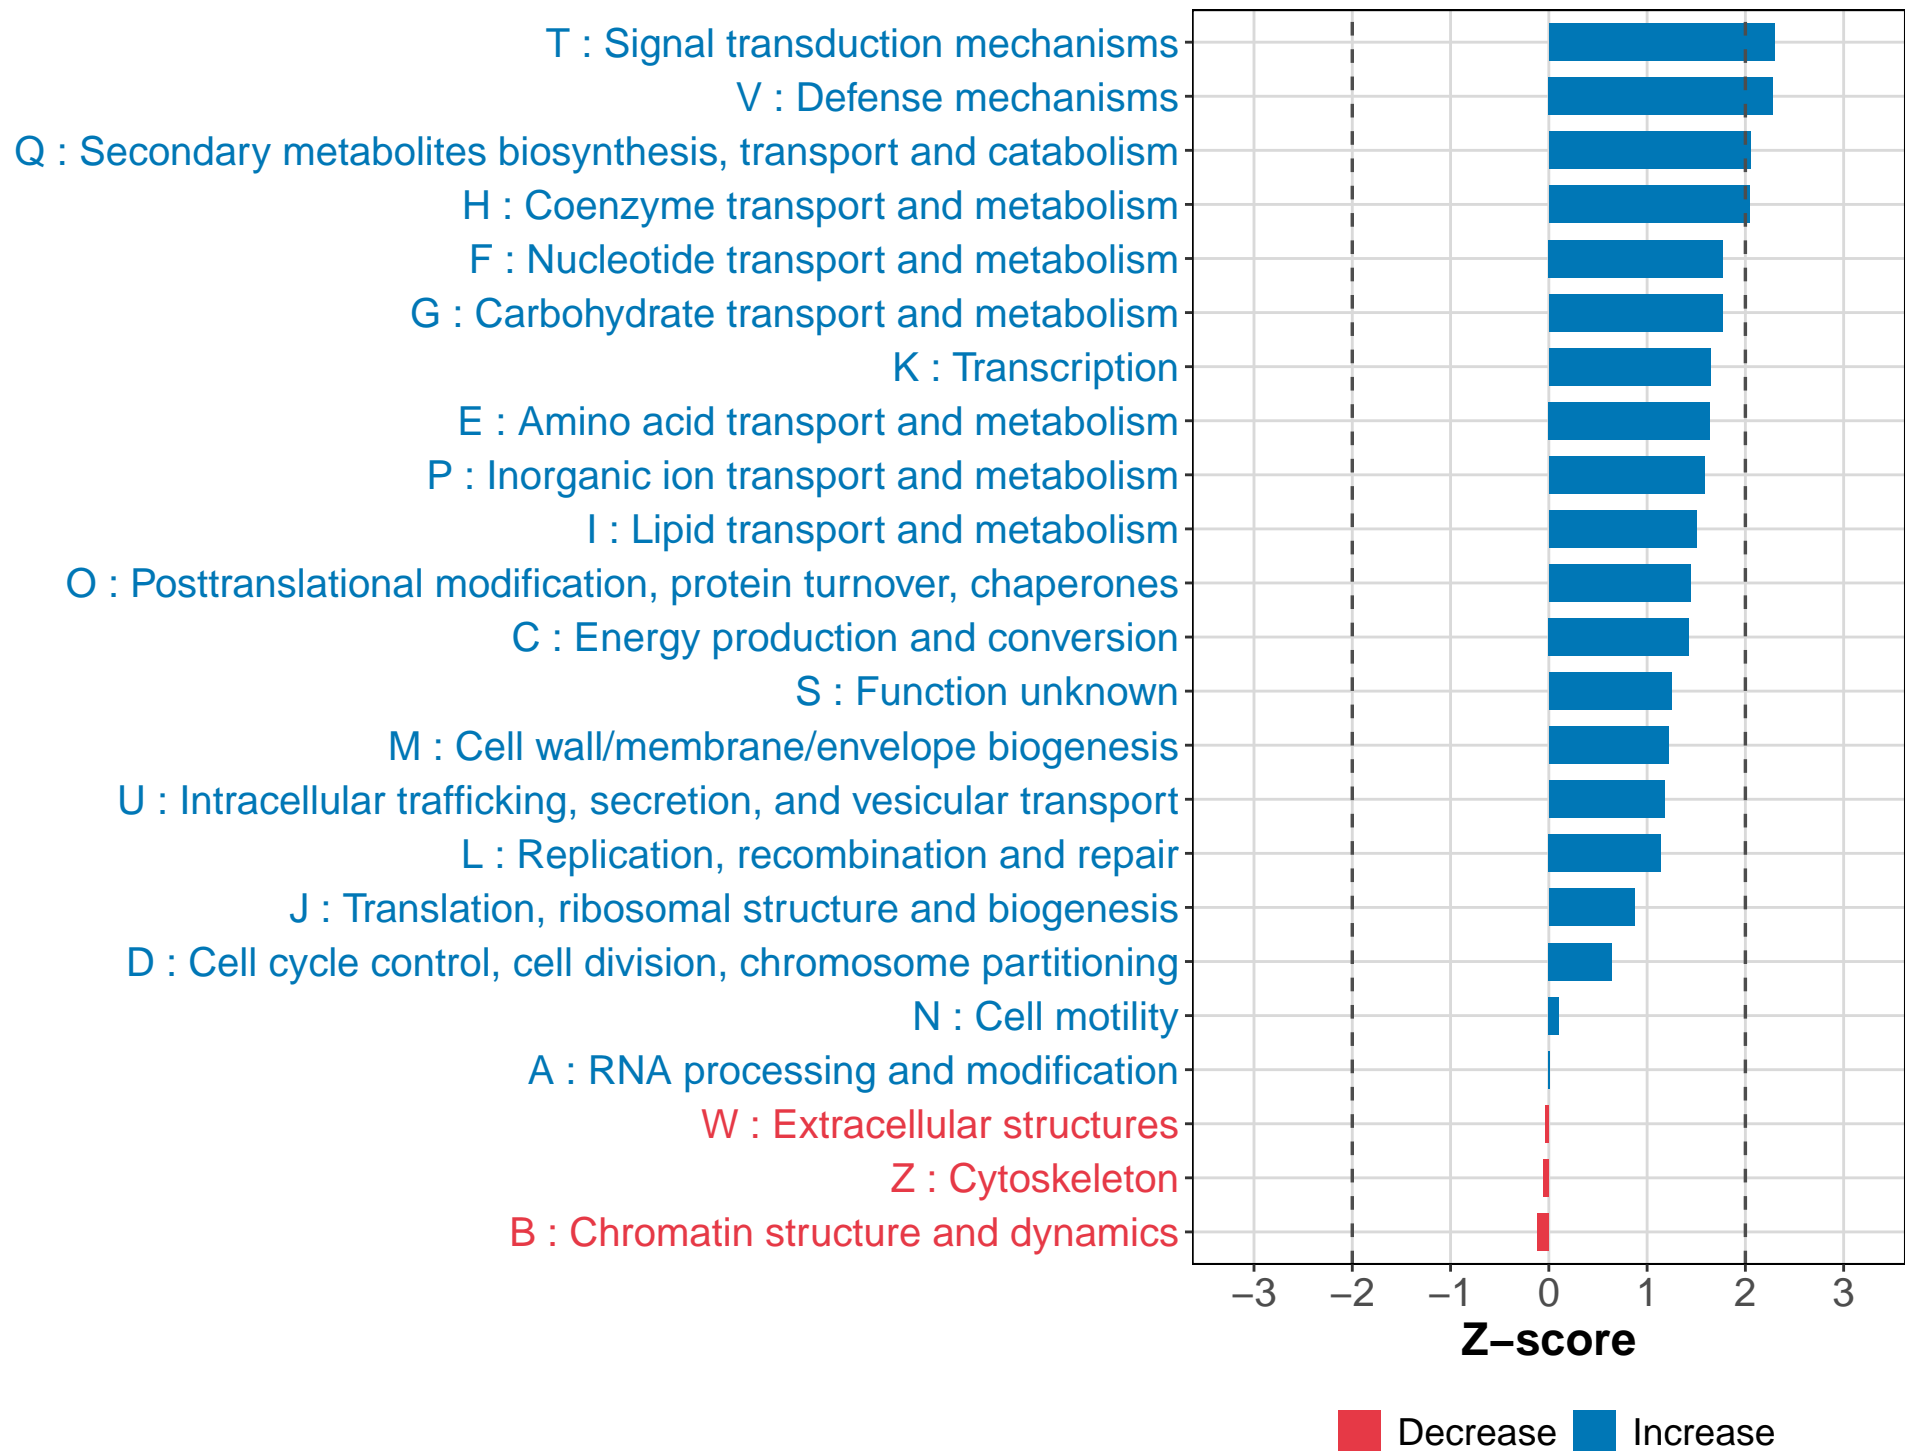 T : Signal transduction mechanisms
V : Defense mechanisms
Q : Secondary metabolites biosynthesis, transport and catabolism
H : Coenzyme transport and metabolism
F : Nucleotide transport and metabolism
G : Carbohydrate transport and metabolism
K : Transcription
E : Amino acid transport and metabolism
P : Inorganic ion transport and metabolism
I : Lipid transport and metabolism
O : Posttranslational modification, protein turnover, chaperones
C : Energy production and conversion
S : Function unknown
M : Cell wall/membrane/envelope biogenesis
U : Intracellular trafficking, secretion, and vesicular transport
L : Replication, recombination and repair
J : Translation, ribosomal structure and biogenesis
D : Cell cycle control, cell division, chromosome partitioning
N : Cell motility
A : RNA processing and modification
W : Extracellular structures
Z : Cytoskeleton
B : Chromatin structure and dynamics
−3 −2 −1 0 1 2 3
Z−score
Decrease Increase